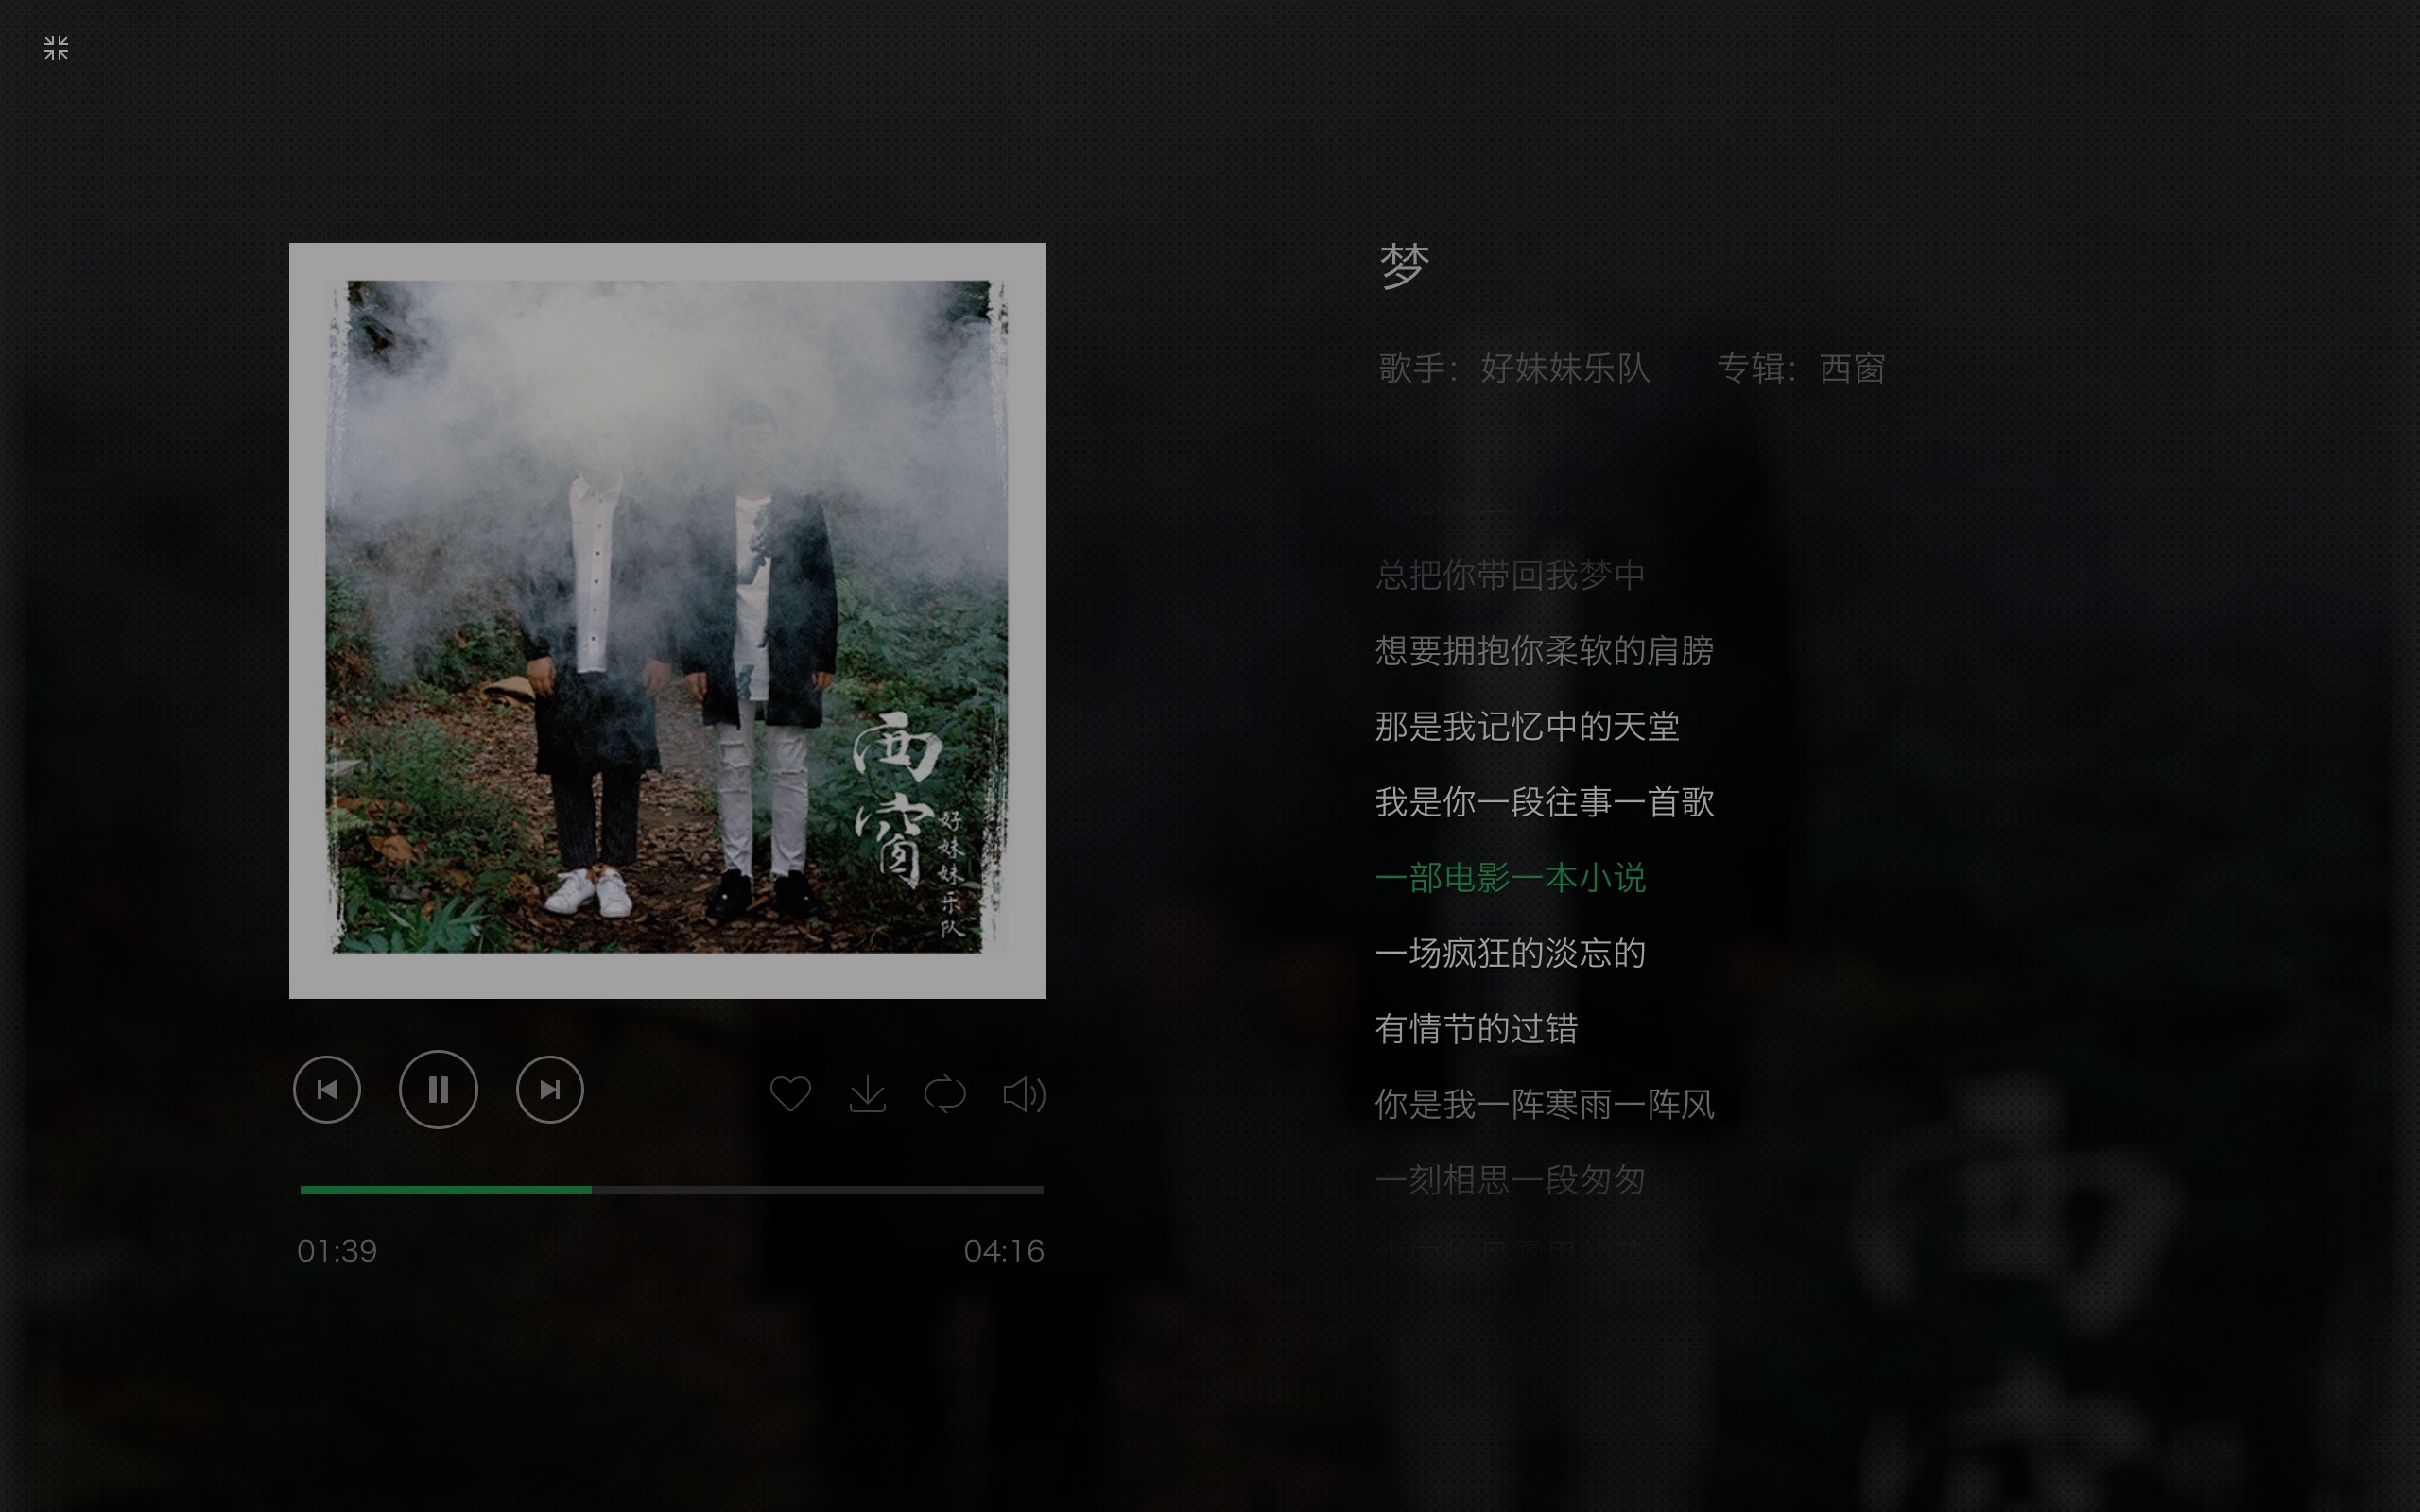 梦
歌手：好妹妹乐队 专辑：西窗
总把你带回我梦中
想要拥抱你柔软的肩膀
那是我记忆中的天堂
我是你一段往事一首歌
一部电影一本小说
一场疯狂的淡忘的
有情节的过错
你是我一阵寒雨一阵风
一刻相思一段匆匆
西窗
好妹妹乐队
01:39
04:16